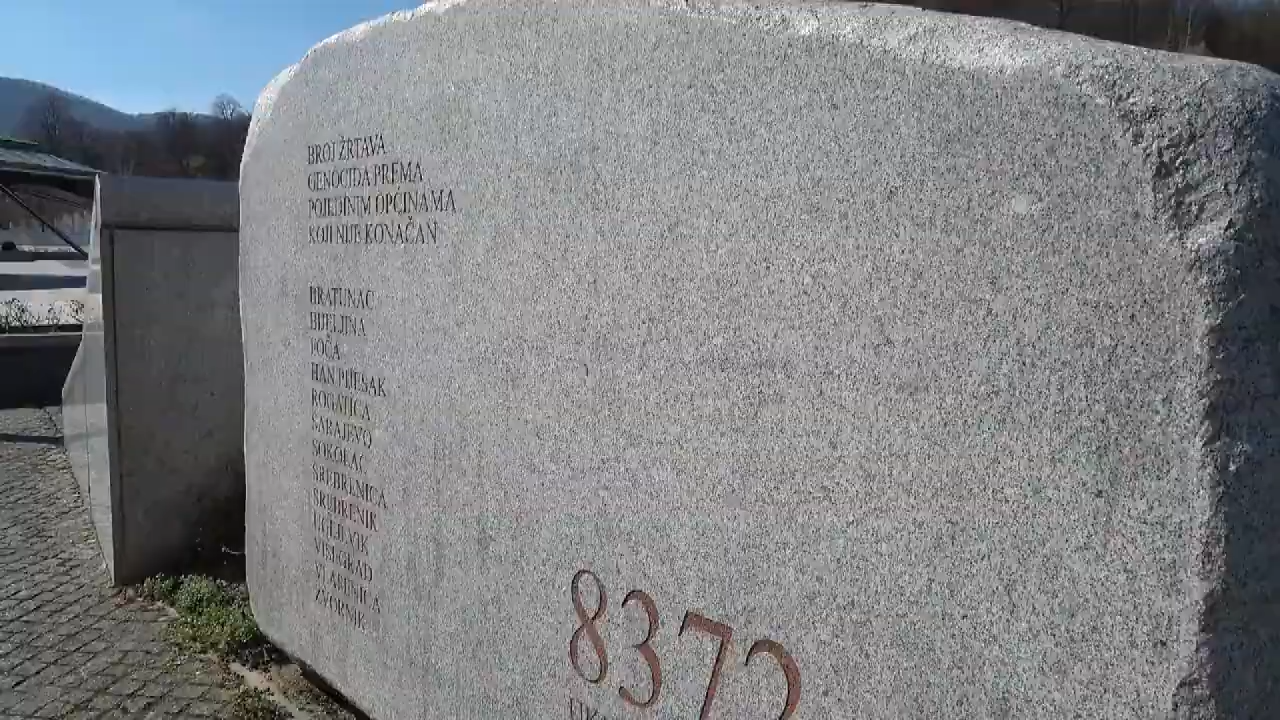 BROJ ŽRTAVA
GENOCIDA PREMA
POJEDINIM OPĆINAMA
KOJI NIJE KONAČAN
BRATUNAC
BIJELJINA
FOČA
HAN PIJESAK
ROGATICA
SARAJEVO
SOKOLAC
SREBRENICA
SREBRENIK
UGLJEVIK
VIŠEGRAD
VLASENICA
ZVORNIK
8372